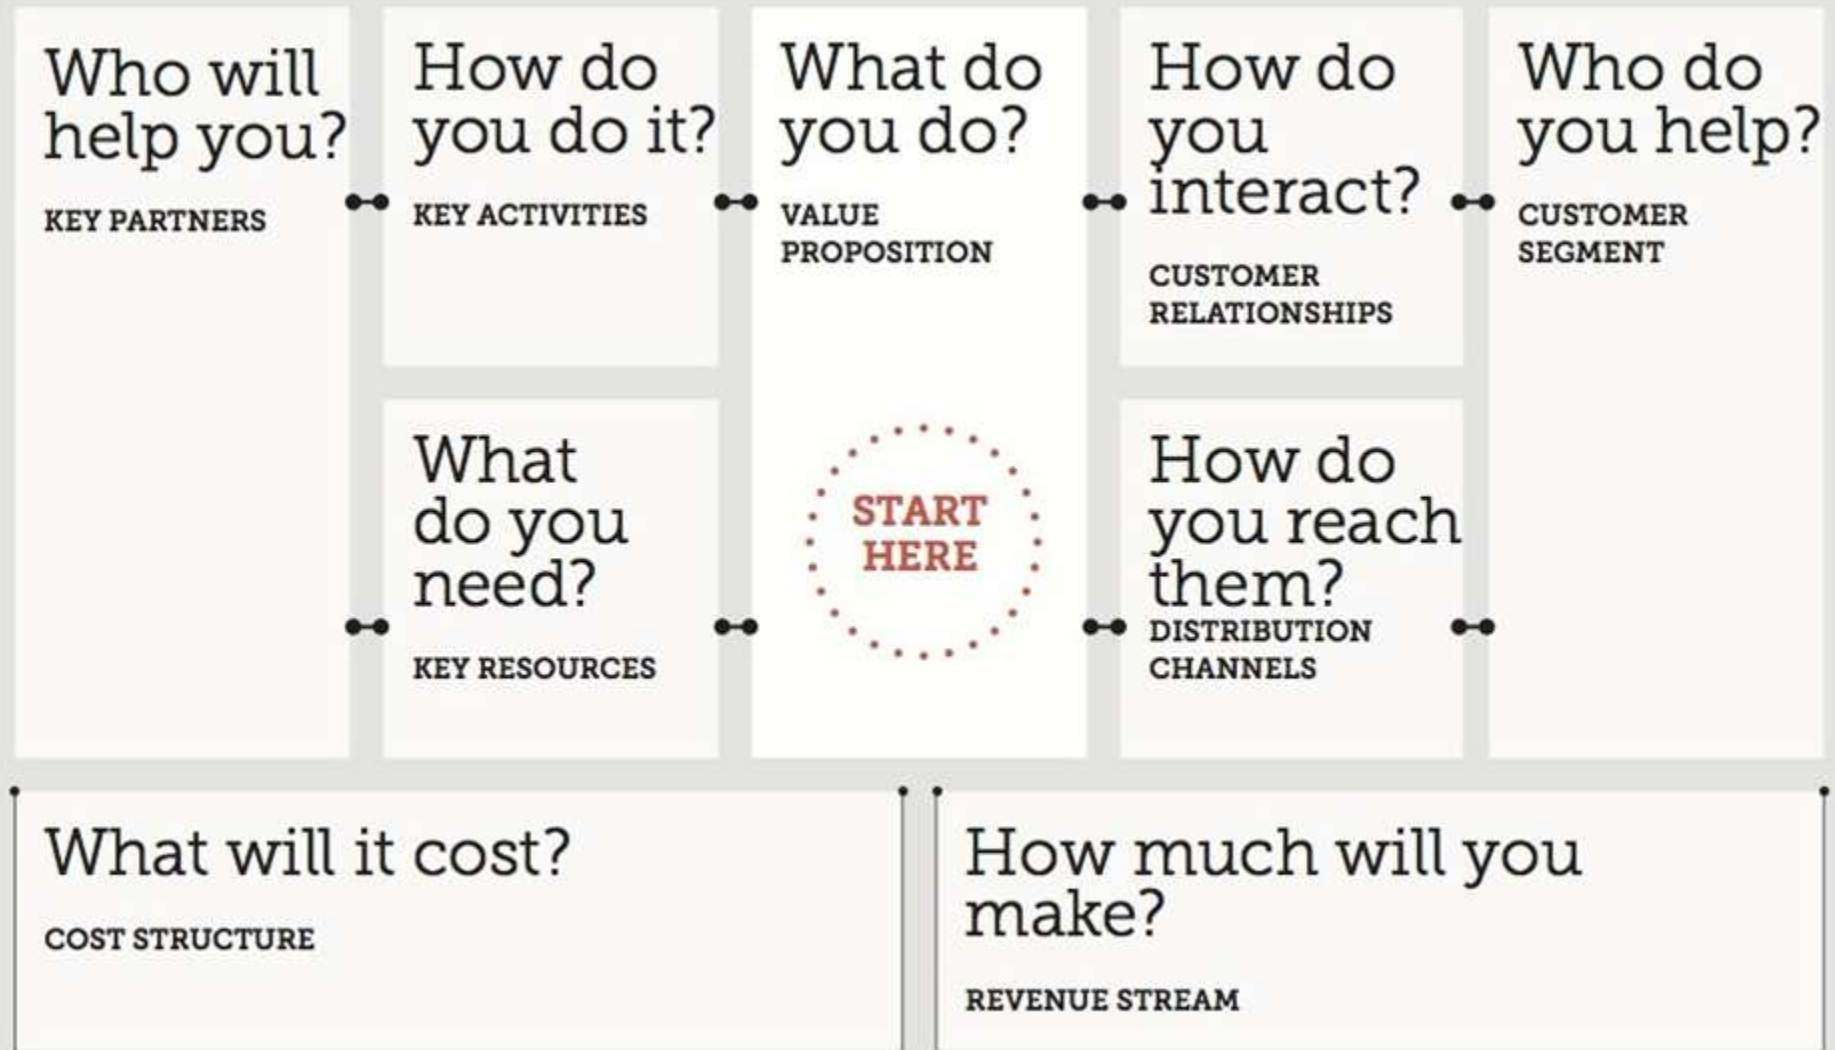 Who will
help you?
KEY PARTNERS
How do
you do it?
KEY ACTIVITIES
What
do you
need?
KEY RESOURCES
What do
you do?
VALUE
PROPOSITION
START
HERE
How do
you
interact?
CUSTOMER
RELATIONSHIPS
How do
you reach
them?
DISTRIBUTION
CHANNELS
Who do
you help?
CUSTOMER
SEGMENT
What will it cost?
COST STRUCTURE
How much will you
make?
REVENUE STREAM